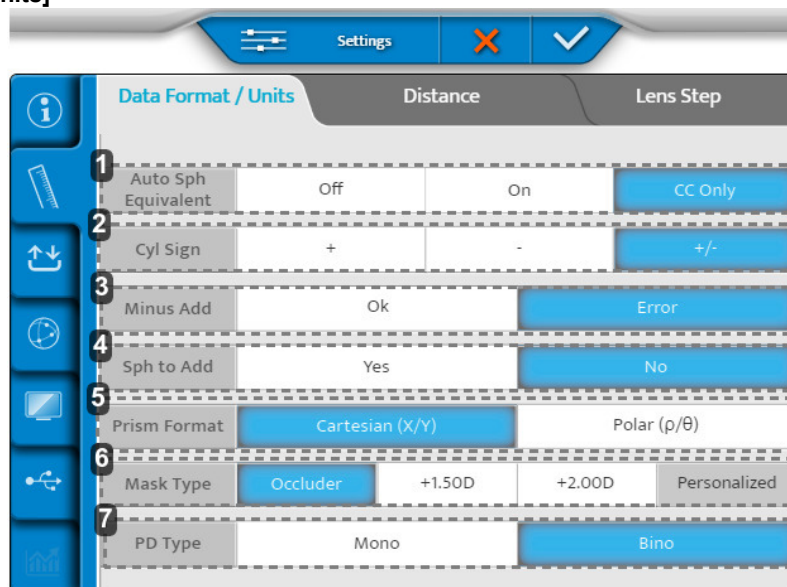 nits]
Settings
Data Format / Units Distance Lens Step
1
Auto Sph Equivalent Off On CC Only
2
Cyl Sign + - +/-
3
Minus Add Ok Error
4
Sph to Add Yes No
5
Prism Format Cartesian (X/Y) Polar (ρ/θ)
6
Mask Type Occluder +1.50D +2.00D Personalized
7
PD Type Mono Bino